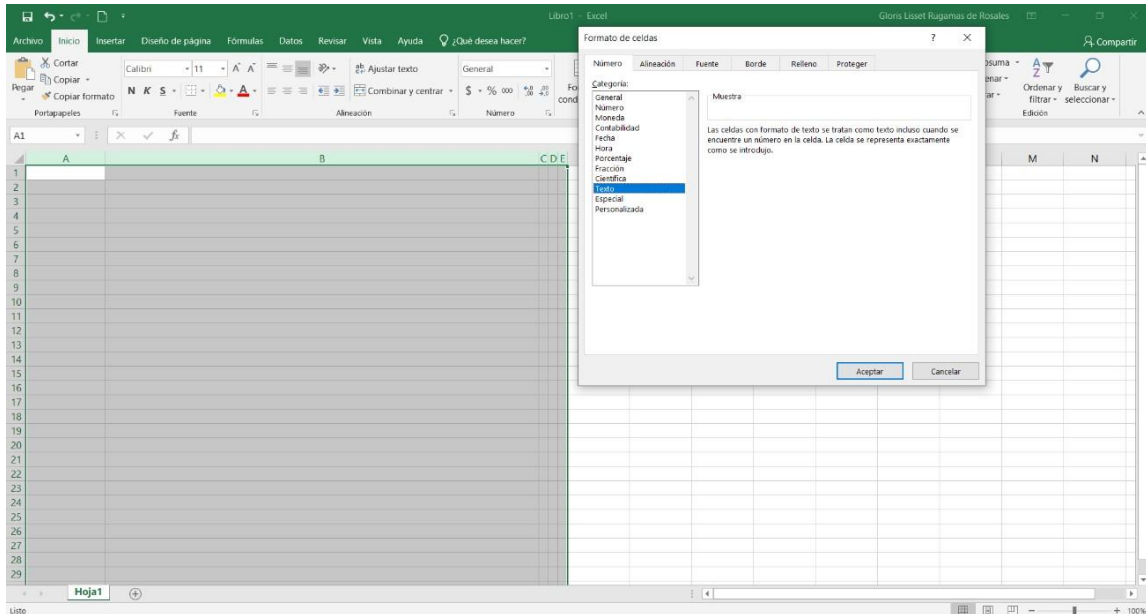 Libro1 - Excel
Gloris Lisset Rugamas de Rosales
Archivo Inicio Insertar Diseño de página Fórmulas Datos Revisar Vista Ayuda ¿Qué desea hacer?
Compartir
Pegar
Cortar
Copiar
Copiar formato
Portapapeles
Calibri 11
N K S
Fuente
Ajustar texto
Combinar y centrar
Alineación
General
$ % 000
Número
Ordenar y filtrar
Buscar y seleccionar
Edición
A1
fx
A B C D E M N
1
2
3
4
5
6
7
8
9
10
11
12
13
14
15
16
17
18
19
20
21
22
23
24
25
26
27
28
29
Formato de celdas ?
Número Alineación Fuente Borde Relleno Proteger
Categoría:
General
Número
Moneda
Contabilidad
Fecha
Hora
Porcentaje
Fracción
Científica
Texto
Especial
Personalizada
Muestra
Las celdas con formato de texto se tratan como texto incluso cuando se
encuentre un número en la celda. La celda se representa exactamente
como se introdujo.
Aceptar Cancelar
Hoja1
Listo
100%